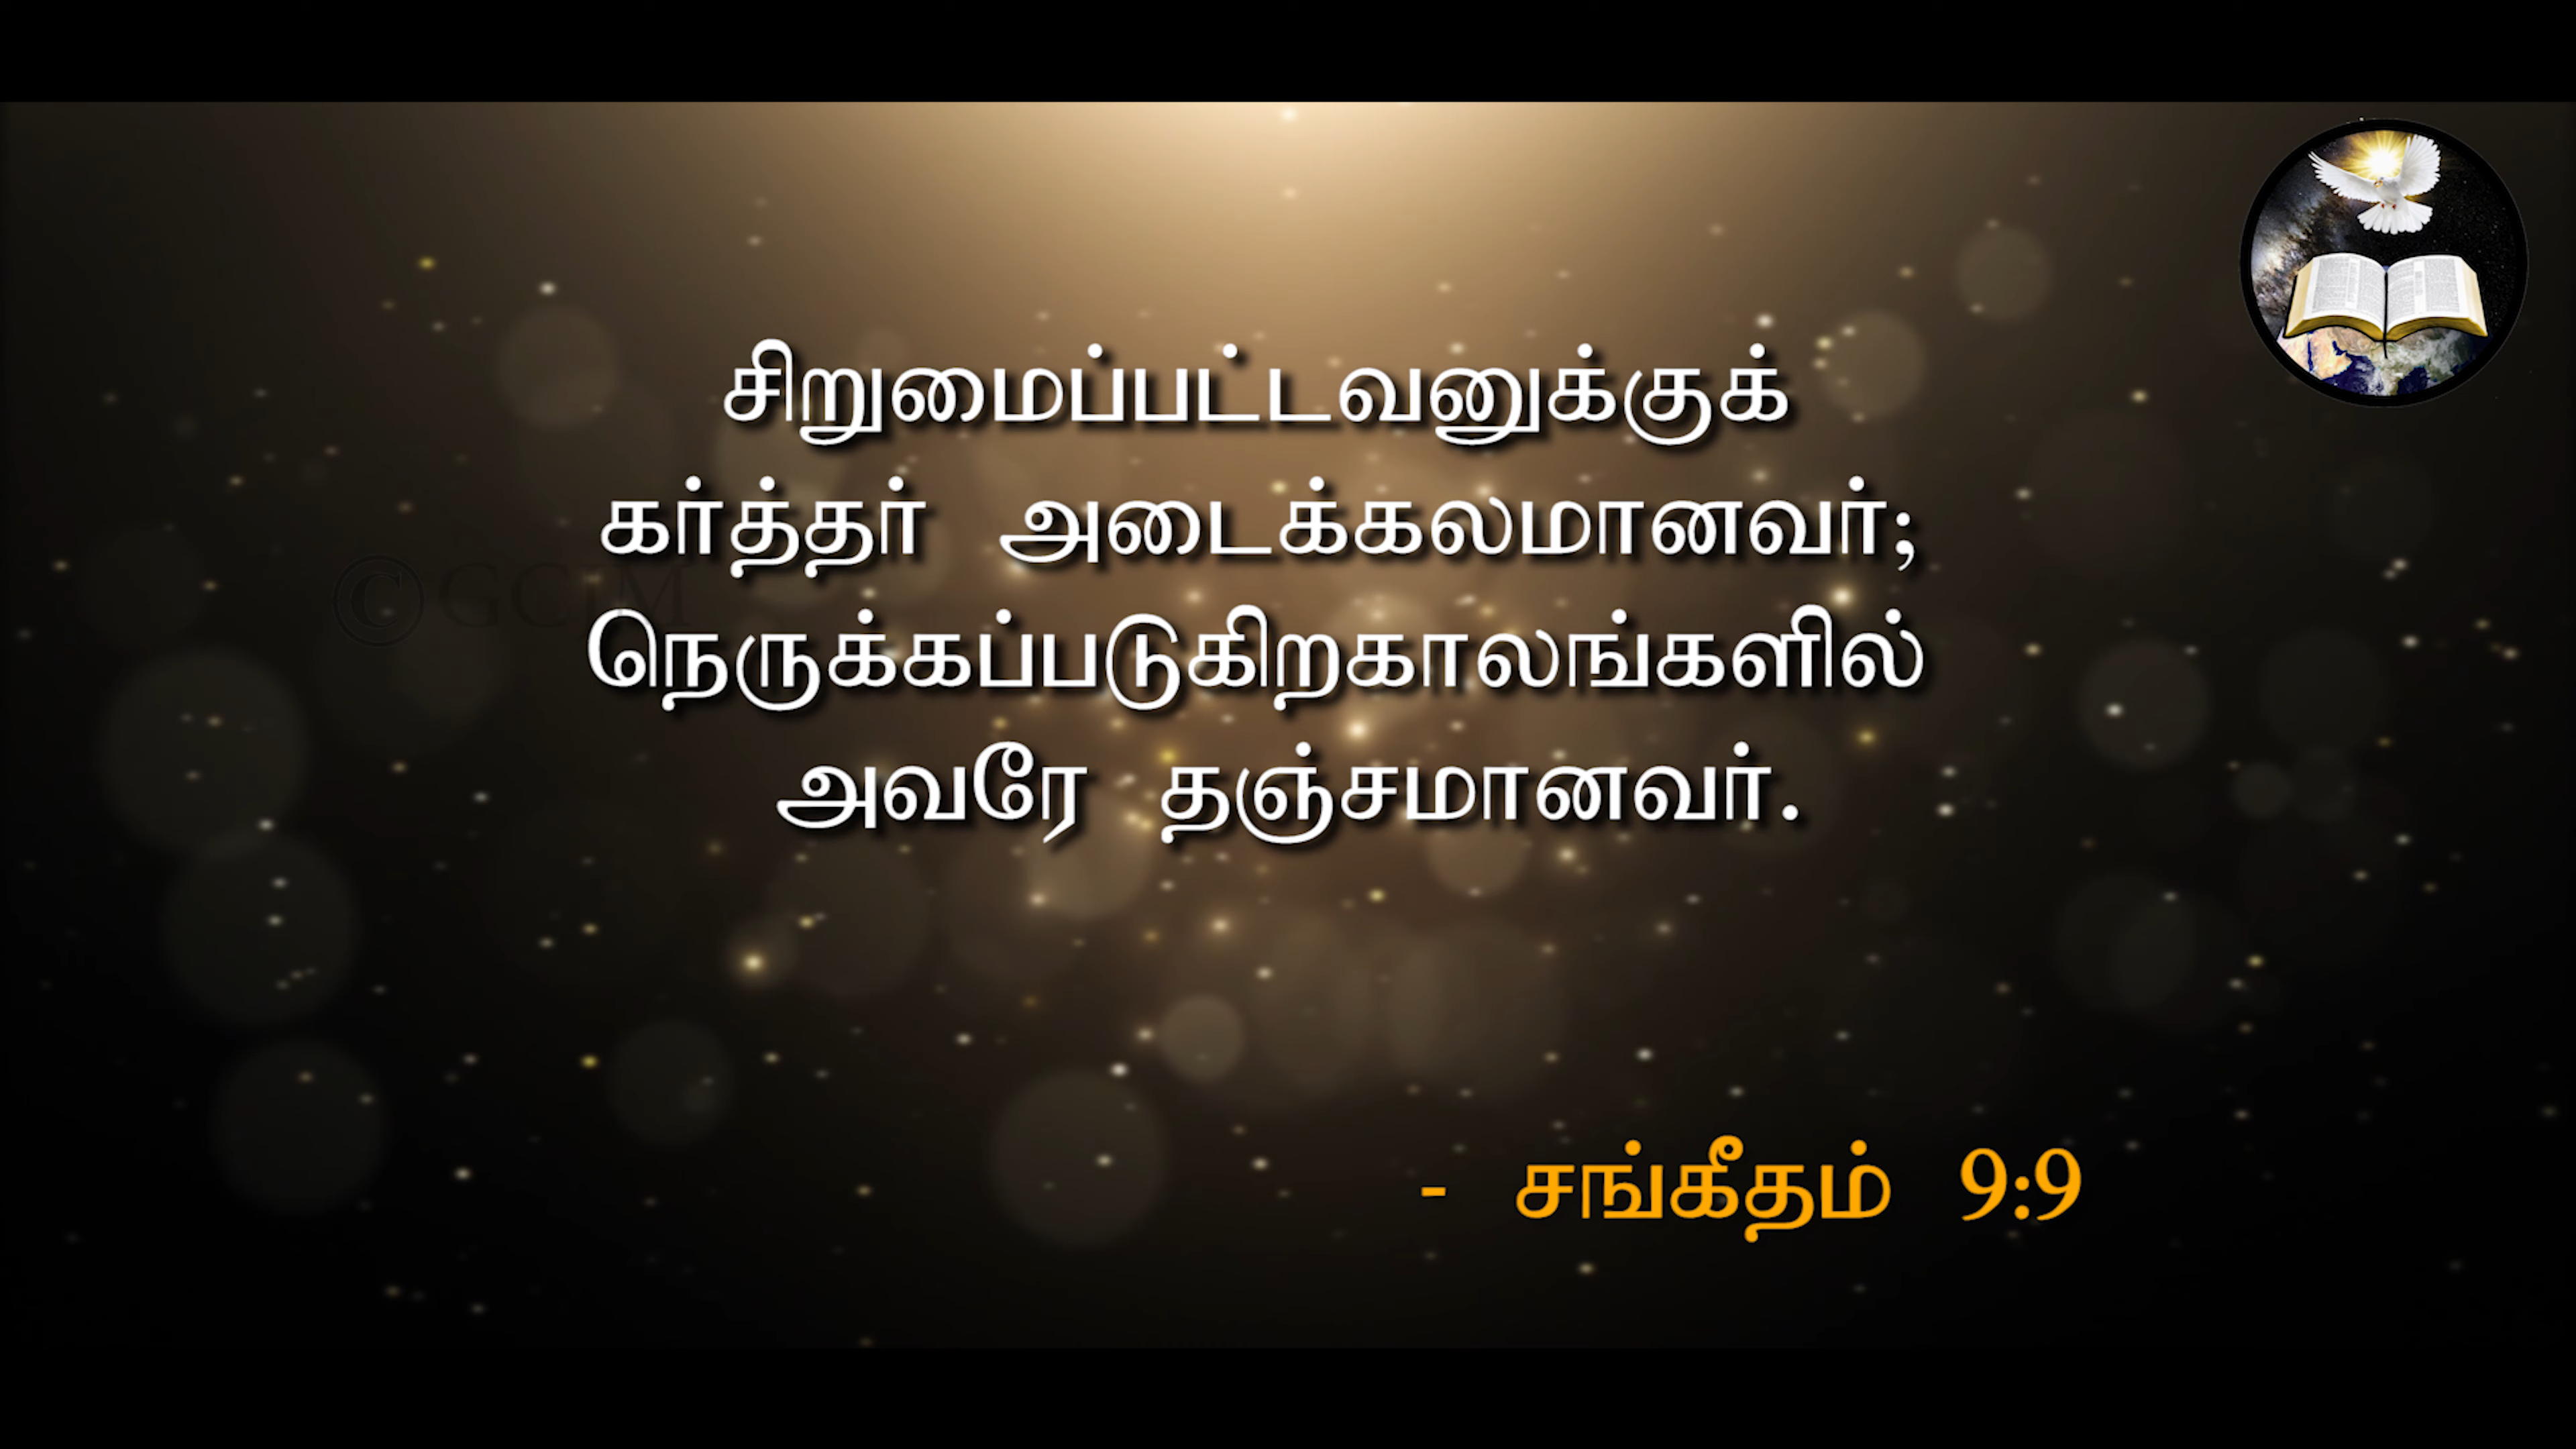 சிறுமைப்பட்டவனுக்குக்
கர்த்தர் அடைக்கலமானவர்;
நெருக்கப்படுகிறகாலங்களில்
அவரே தஞ்சமானவர்.
© GCTM
- சங்கீதம் 9:9